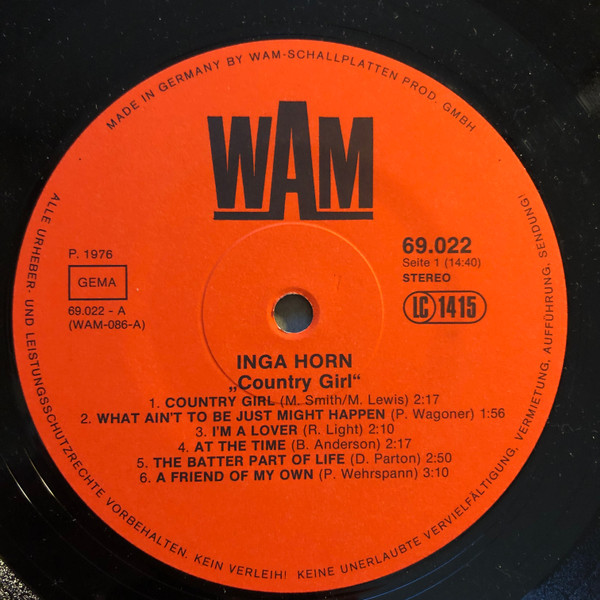 MADE IN GERMANY BY WAM-SCHALLPLATTEN PROD. GMBH
WAM
P. 1976
GEMA
69.022 - A
(WAM-086-A)
69.022
Seite 1 (14:40)
STEREO
LC 1415
INGA HORN
„Country Girl“
1. COUNTRY GIRL (M. Smith/M. Lewis) 2:17
2. WHAT AIN'T TO BE JUST MIGHT HAPPEN (P. Wagoner) 1:56
3. I'M A LOVER (R. Light) 2:10
4. AT THE TIME (B. Anderson) 2:17
5. THE BATTER PART OF LIFE (D. Parton) 2:50
6. A FRIEND OF MY OWN (P. Wehrspann) 3:10
ALLE URHEBER- UND LEISTUNGSSCHUTZRECHTE VORBEHALTEN. KEIN VERLEIH! KEINE UNERLAUBTE VERVIELFÄLTIGUNG, VERMIETUNG, AUFFÜHRUNG, SENDUNG!